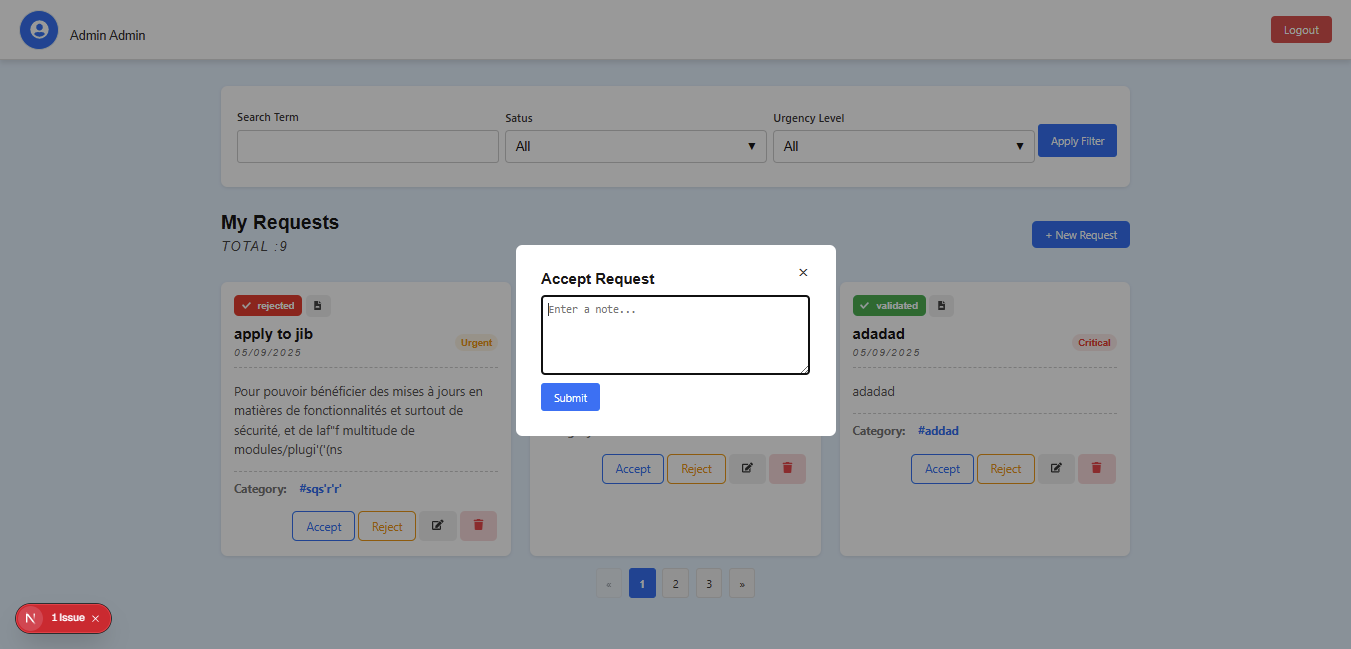 Admin Admin
Logout
Search Term
Satus
Urgency Level
All
▼
All
▼
Apply Filter
My Requests
TOTAL :9
+ New Request
rejected
apply to jib
05/09/2025
Urgent
Pour pouvoir bénéficier des mises à jours en
matières de fonctionnalités et surtout de
sécurité, et de laf"f multitude de
modules/plugi'('(ns
Category: #sqs'r'r'
Accept
Reject
Accept Request
×
Enter a note...
Submit
Accept
Reject
validated
adadad
05/09/2025
Critical
adadad
Category: #addad
Accept
Reject
«
1
2
3
»
N
1 Issue ×